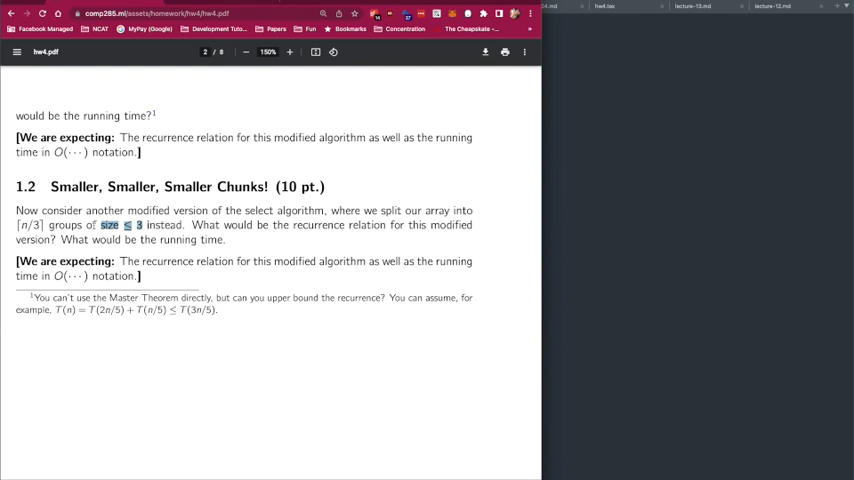 04.md
hw4.tex
lecture-13.md
lecture-12.md
comp285.ml/assets/homework/hw4/hw4.pdf
Facebook Managed
NCAT
MyPay (Google)
Development Tuto...
Papers
Fun
Bookmarks
Concentration
The Cheapskate -...
»
hw4.pdf
2 / 8
150%
would be the running time?¹
[We are expecting: The recurrence relation for this modified algorithm as well as the running
time in O(···) notation.]
1.2 Smaller, Smaller, Smaller Chunks! (10 pt.)
Now consider another modified version of the select algorithm, where we split our array into
⌈n/3⌉ groups of size ≤ 3 instead. What would be the recurrence relation for this modified
version? What would be the running time.
[We are expecting: The recurrence relation for this modified algorithm as well as the running
time in O(···) notation.]
¹You can't use the Master Theorem directly, but can you upper bound the recurrence? You can assume, for
example, T(n) = T(2n/5) + T(n/5) ≤ T(3n/5).